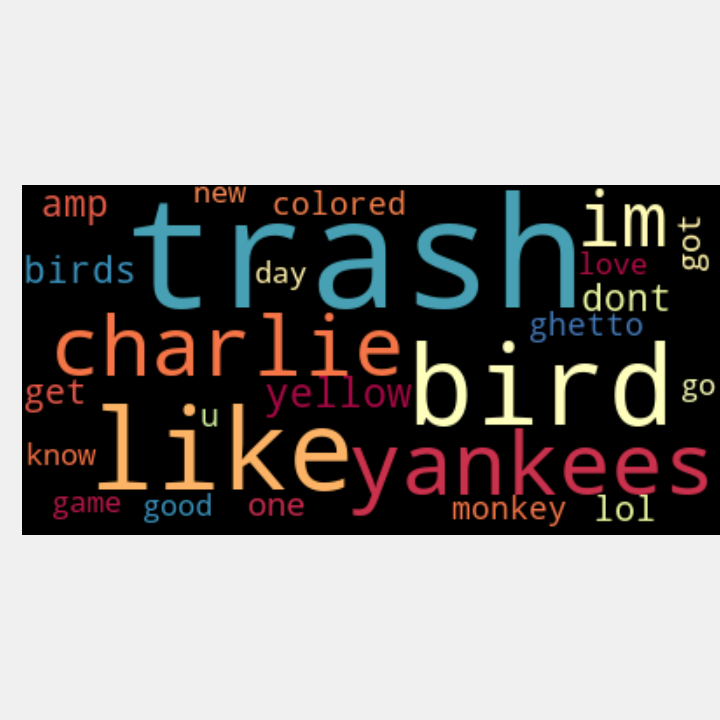 amp new colored im got
trash
birds day love
dont
charlie ghetto
get yellow bird go
u
like
know yankees
game good one monkey lol